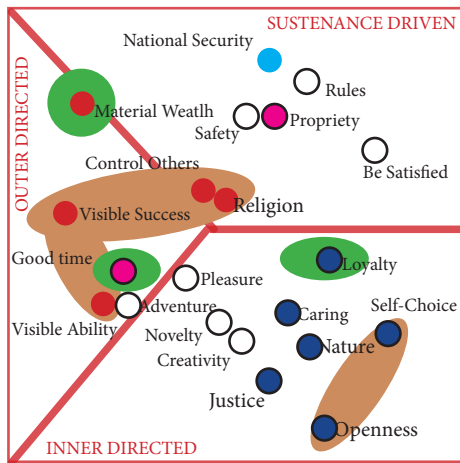 SUSTENANCE DRIVEN
National Security
Rules
Material Weatlh
Safety
Propriety
OUTER DIRECTED
Control Others
Be Satisfied
Visible Success
Religion
Good time
Loyalty
Pleasure
Self-Choice
Adventure
Caring
Visible Ability
Novelty
Creativity
Nature
Justice
Openness
INNER DIRECTED